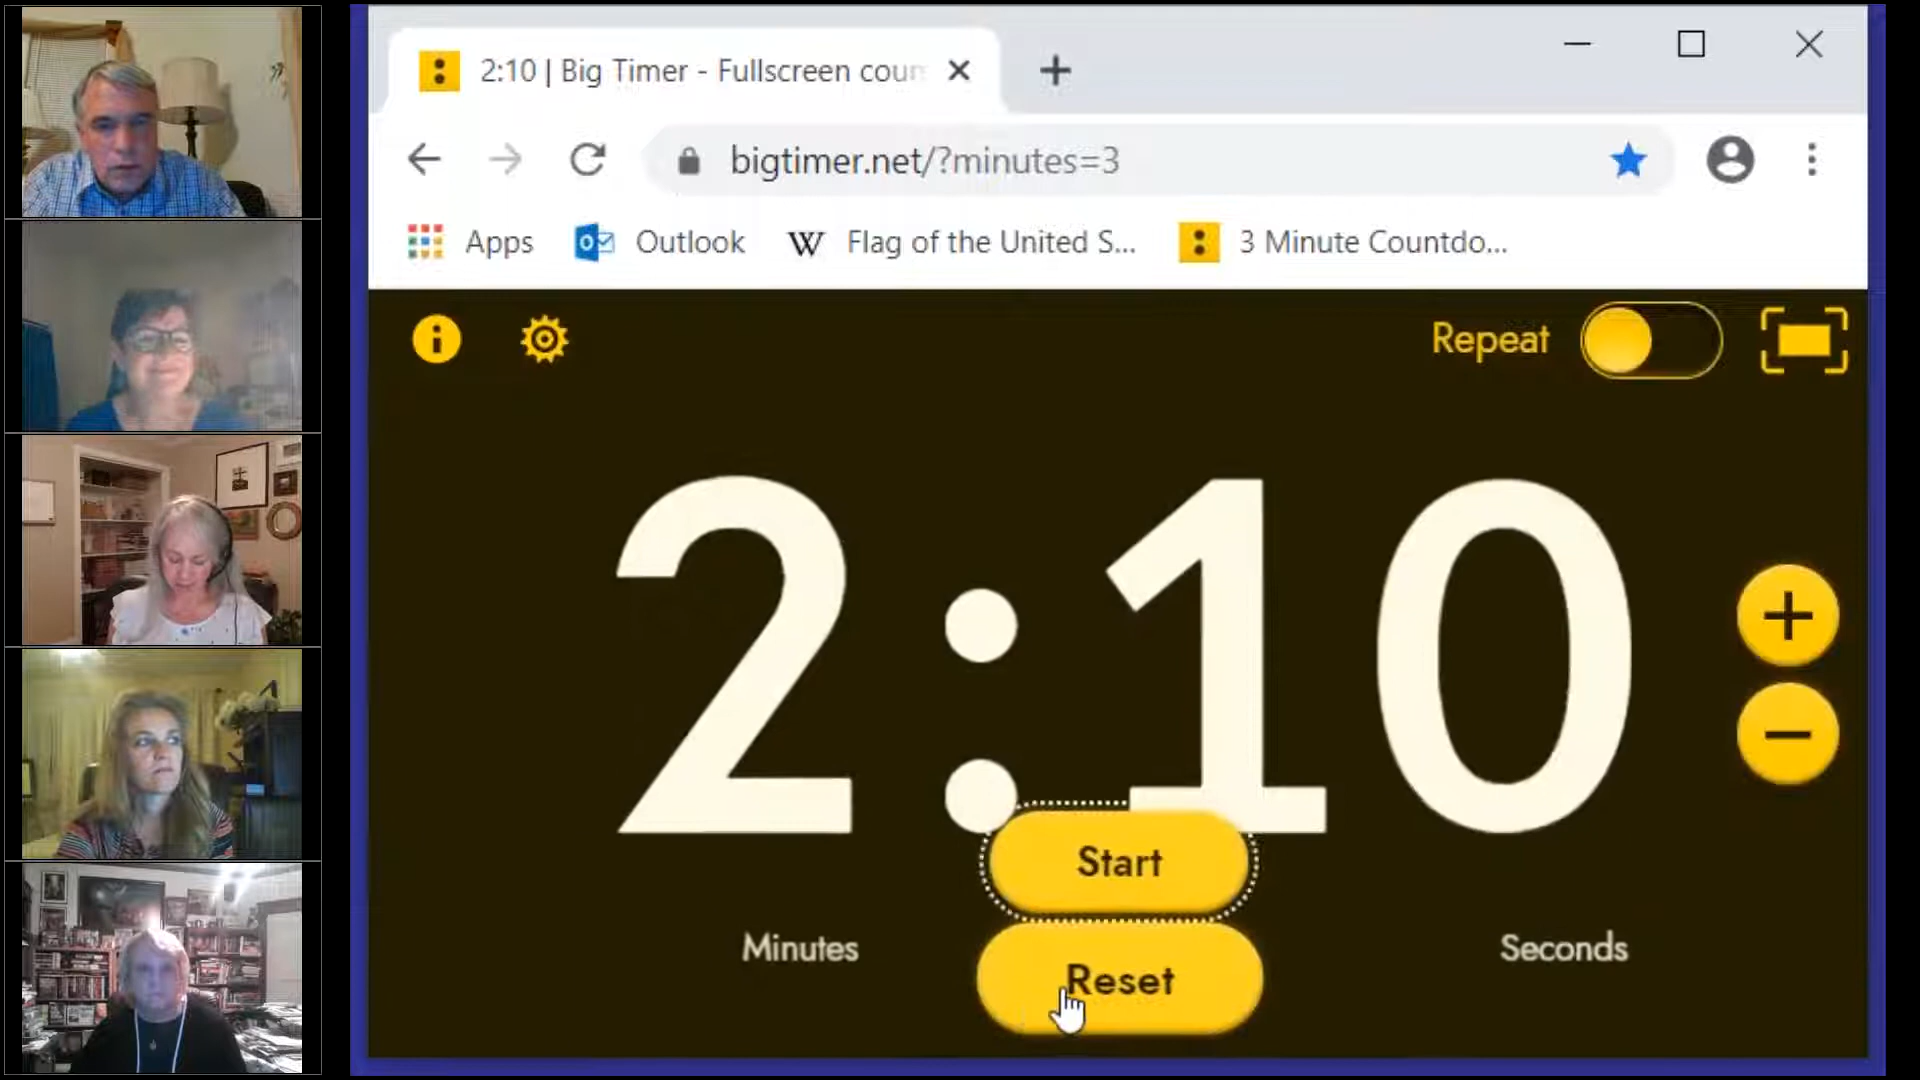 2:10 | Big Timer - Fullscreen coun
bigtimer.net/?minutes=3
Apps
Outlook
W Flag of the United S...
3 Minute Countdo...
Repeat
2:10
Start
Minutes
Seconds
Reset